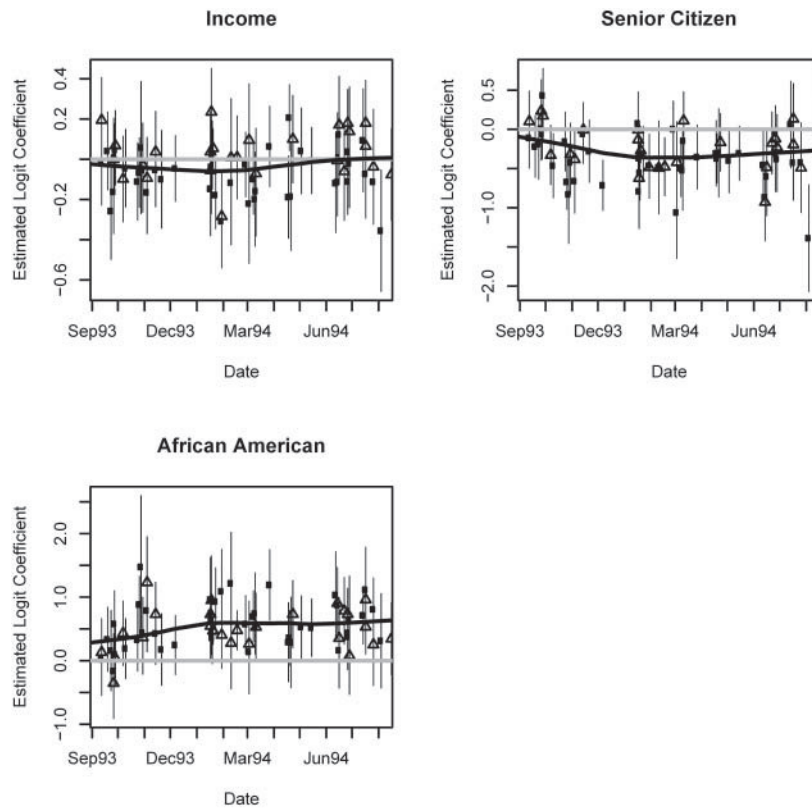 Income
Estimated Logit Coefficient
0.4
0.2
−0.2
−0.6
Sep93 Dec93 Mar94 Jun94
Date
Senior Citizen
Estimated Logit Coefficient
0.5
0.0
−1.0
−2.0
Sep93 Dec93 Mar94 Jun94
Date
African American
Estimated Logit Coefficient
2.0
1.0
0.0
−1.0
Sep93 Dec93 Mar94 Jun94
Date